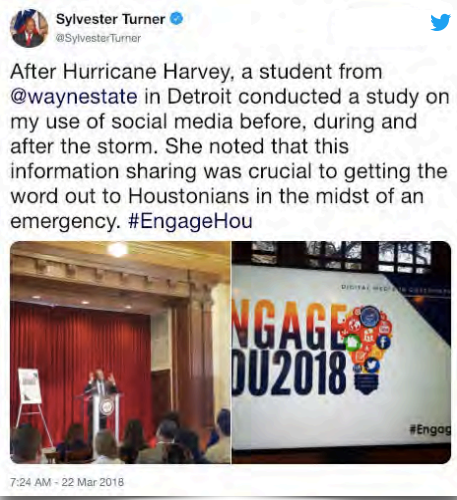 Sylvester Turner
@SylvesterTurner
After Hurricane Harvey, a student from
@waynestate in Detroit conducted a study on
my use of social media before, during and
after the storm. She noted that this
information sharing was crucial to getting the
word out to Houstonians in the midst of an
emergency. #EngageHou
NGAGE
OU2018
#Engag
7:24 AM - 22 Mar 2018